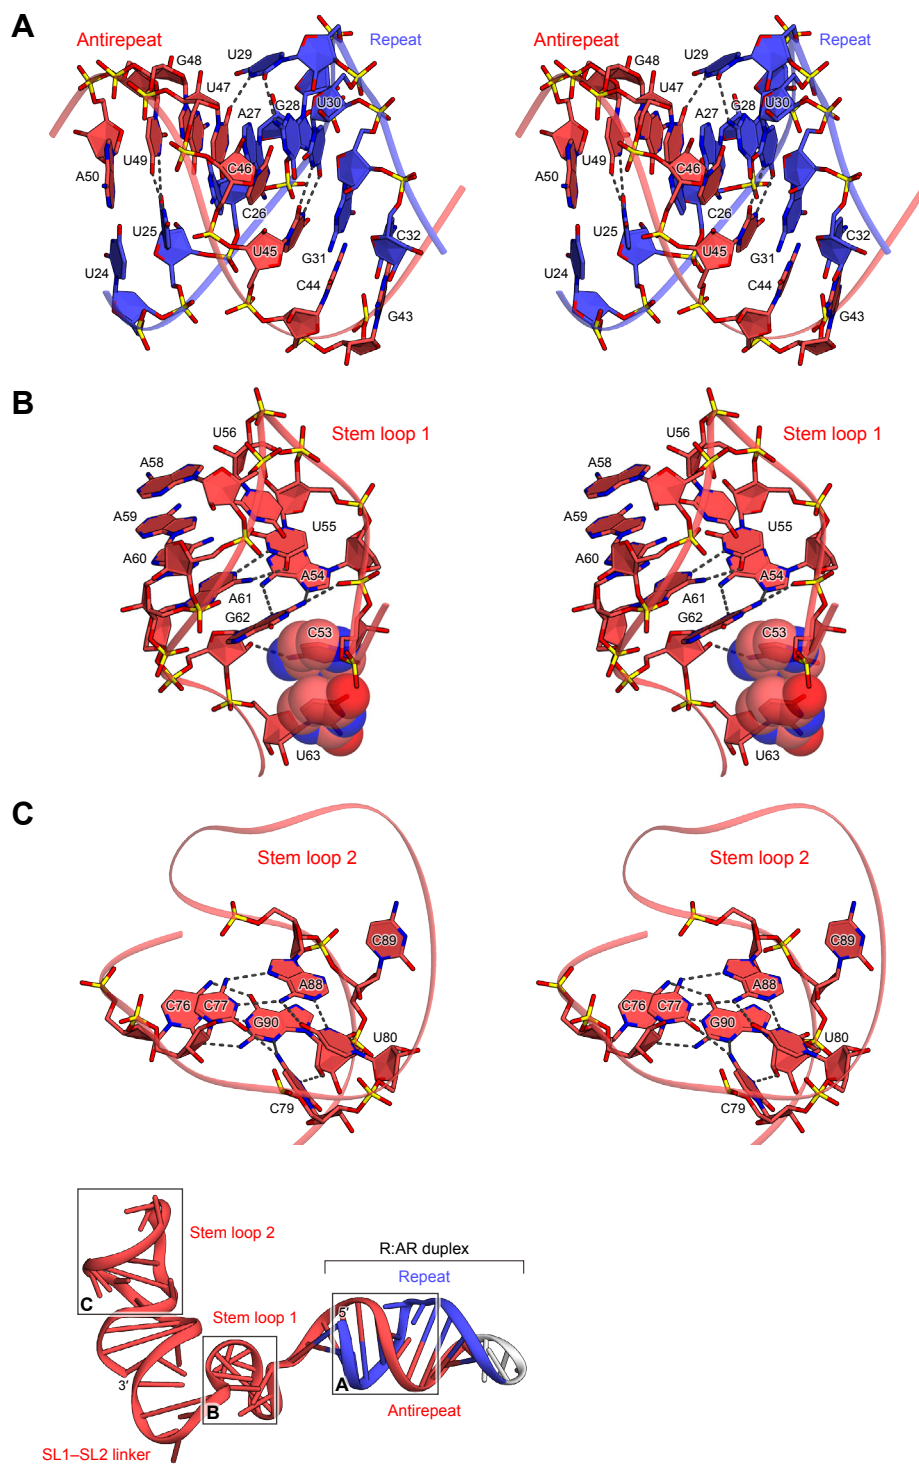 A
Antirepeat
Repeat
G48
U47
U29
A27
G28
U30
U49
C46
A50
C26
U25
U45
G31
C32
U24
C44
G43
Antirepeat
Repeat
G48
U47
U29
A27
G28
U30
U49
C46
A50
C26
U25
U45
G31
C32
U24
C44
G43
B
Stem loop 1
U56
A58
A59
U55
A60
A54
A61
G62
C53
U63
Stem loop 1
U56
A58
A59
U55
A60
A54
A61
G62
C53
U63
C
Stem loop 2
C89
A88
C76
C77
G90
U80
C79
Stem loop 2
C89
A88
C76
C77
G90
U80
C79
Stem loop 2
R:AR duplex
Repeat
C
Stem loop 1
5′
3′
A
B
Antirepeat
SL1–SL2 linker